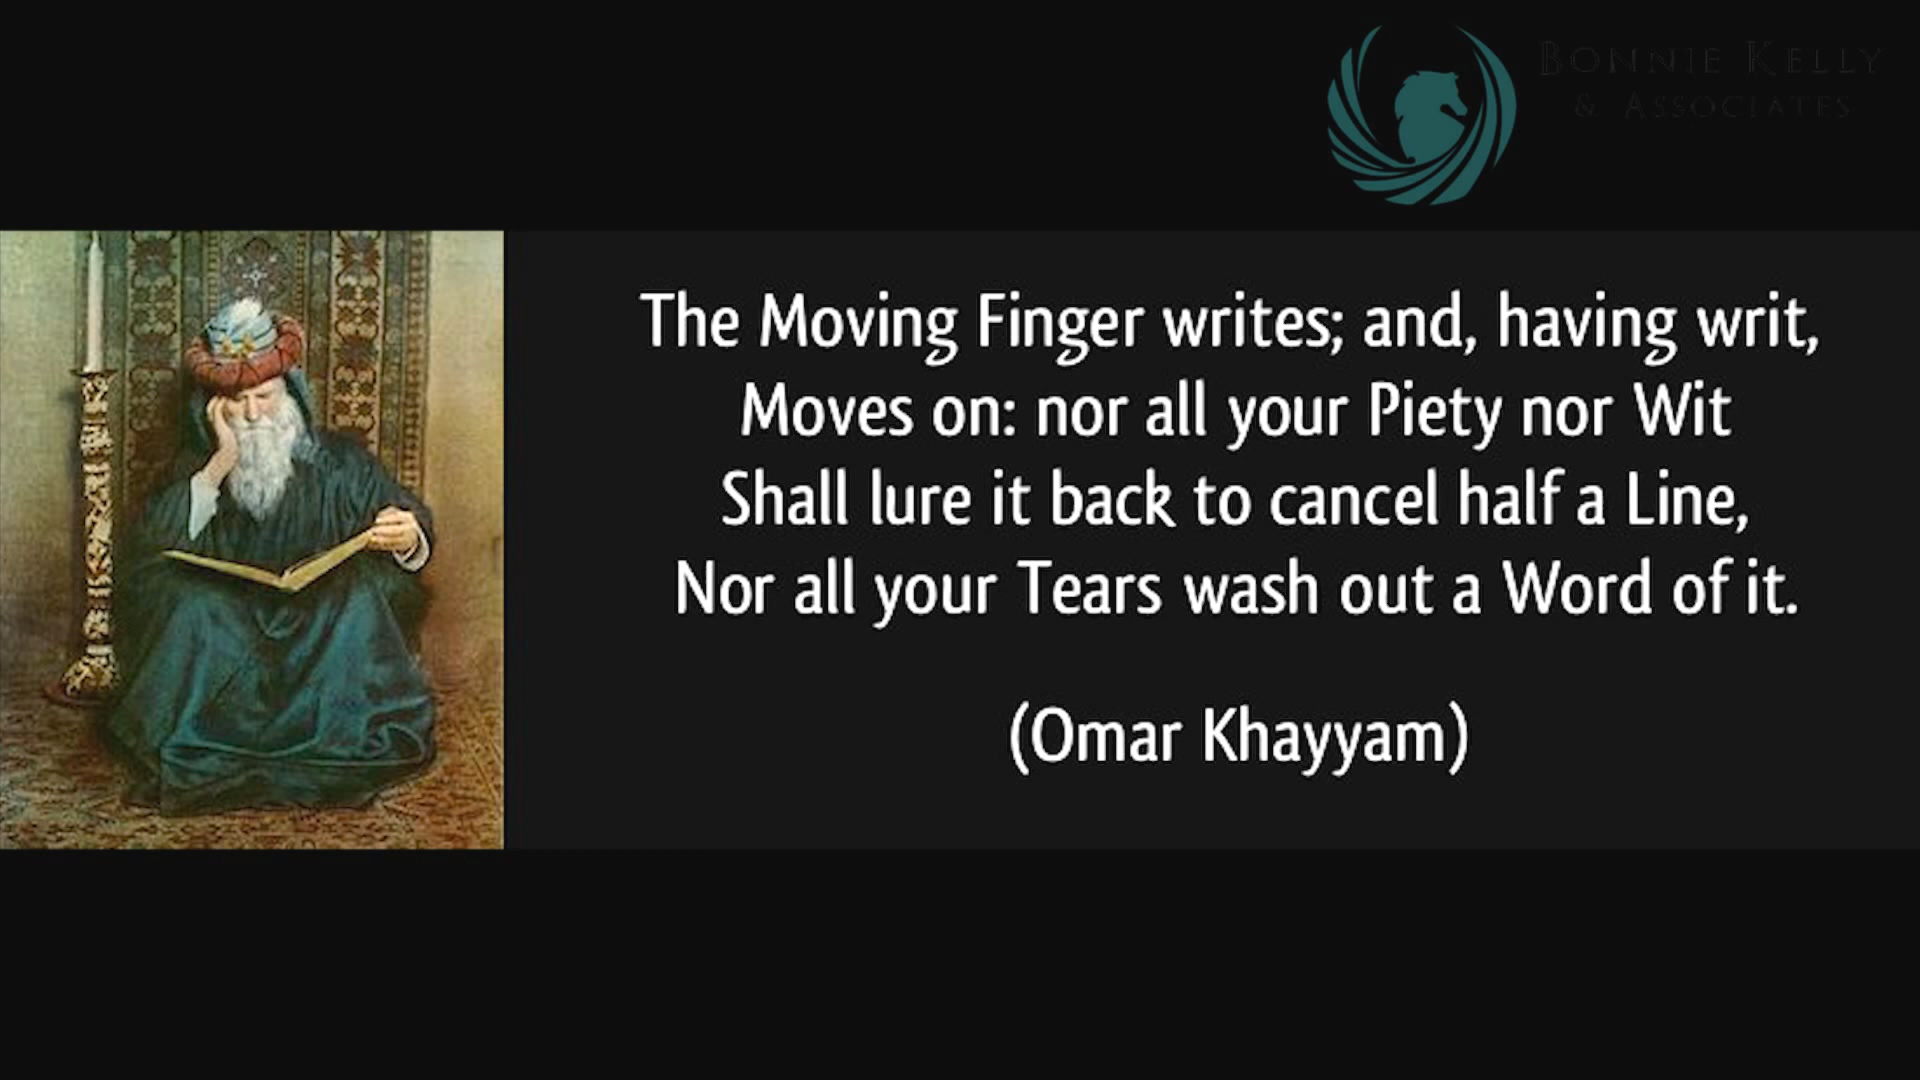 BONNIE KELLY
& ASSOCIATES
The Moving Finger writes; and, having writ,
Moves on: nor all your Piety nor Wit
Shall lure it back to cancel half a Line,
Nor all your Tears wash out a Word of it.
(Omar Khayyam)